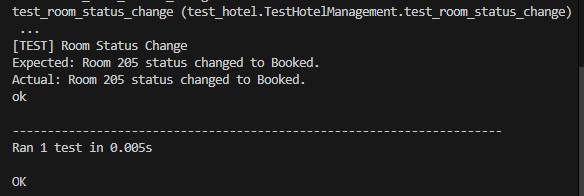 test_room_status_change (test_hotel.TestHotelManagement.test_room_status_change)
...
[TEST] Room Status Change
Expected: Room 205 status changed to Booked.
Actual: Room 205 status changed to Booked.
ok
----------------------------------------------------------------------
Ran 1 test in 0.005s
OK